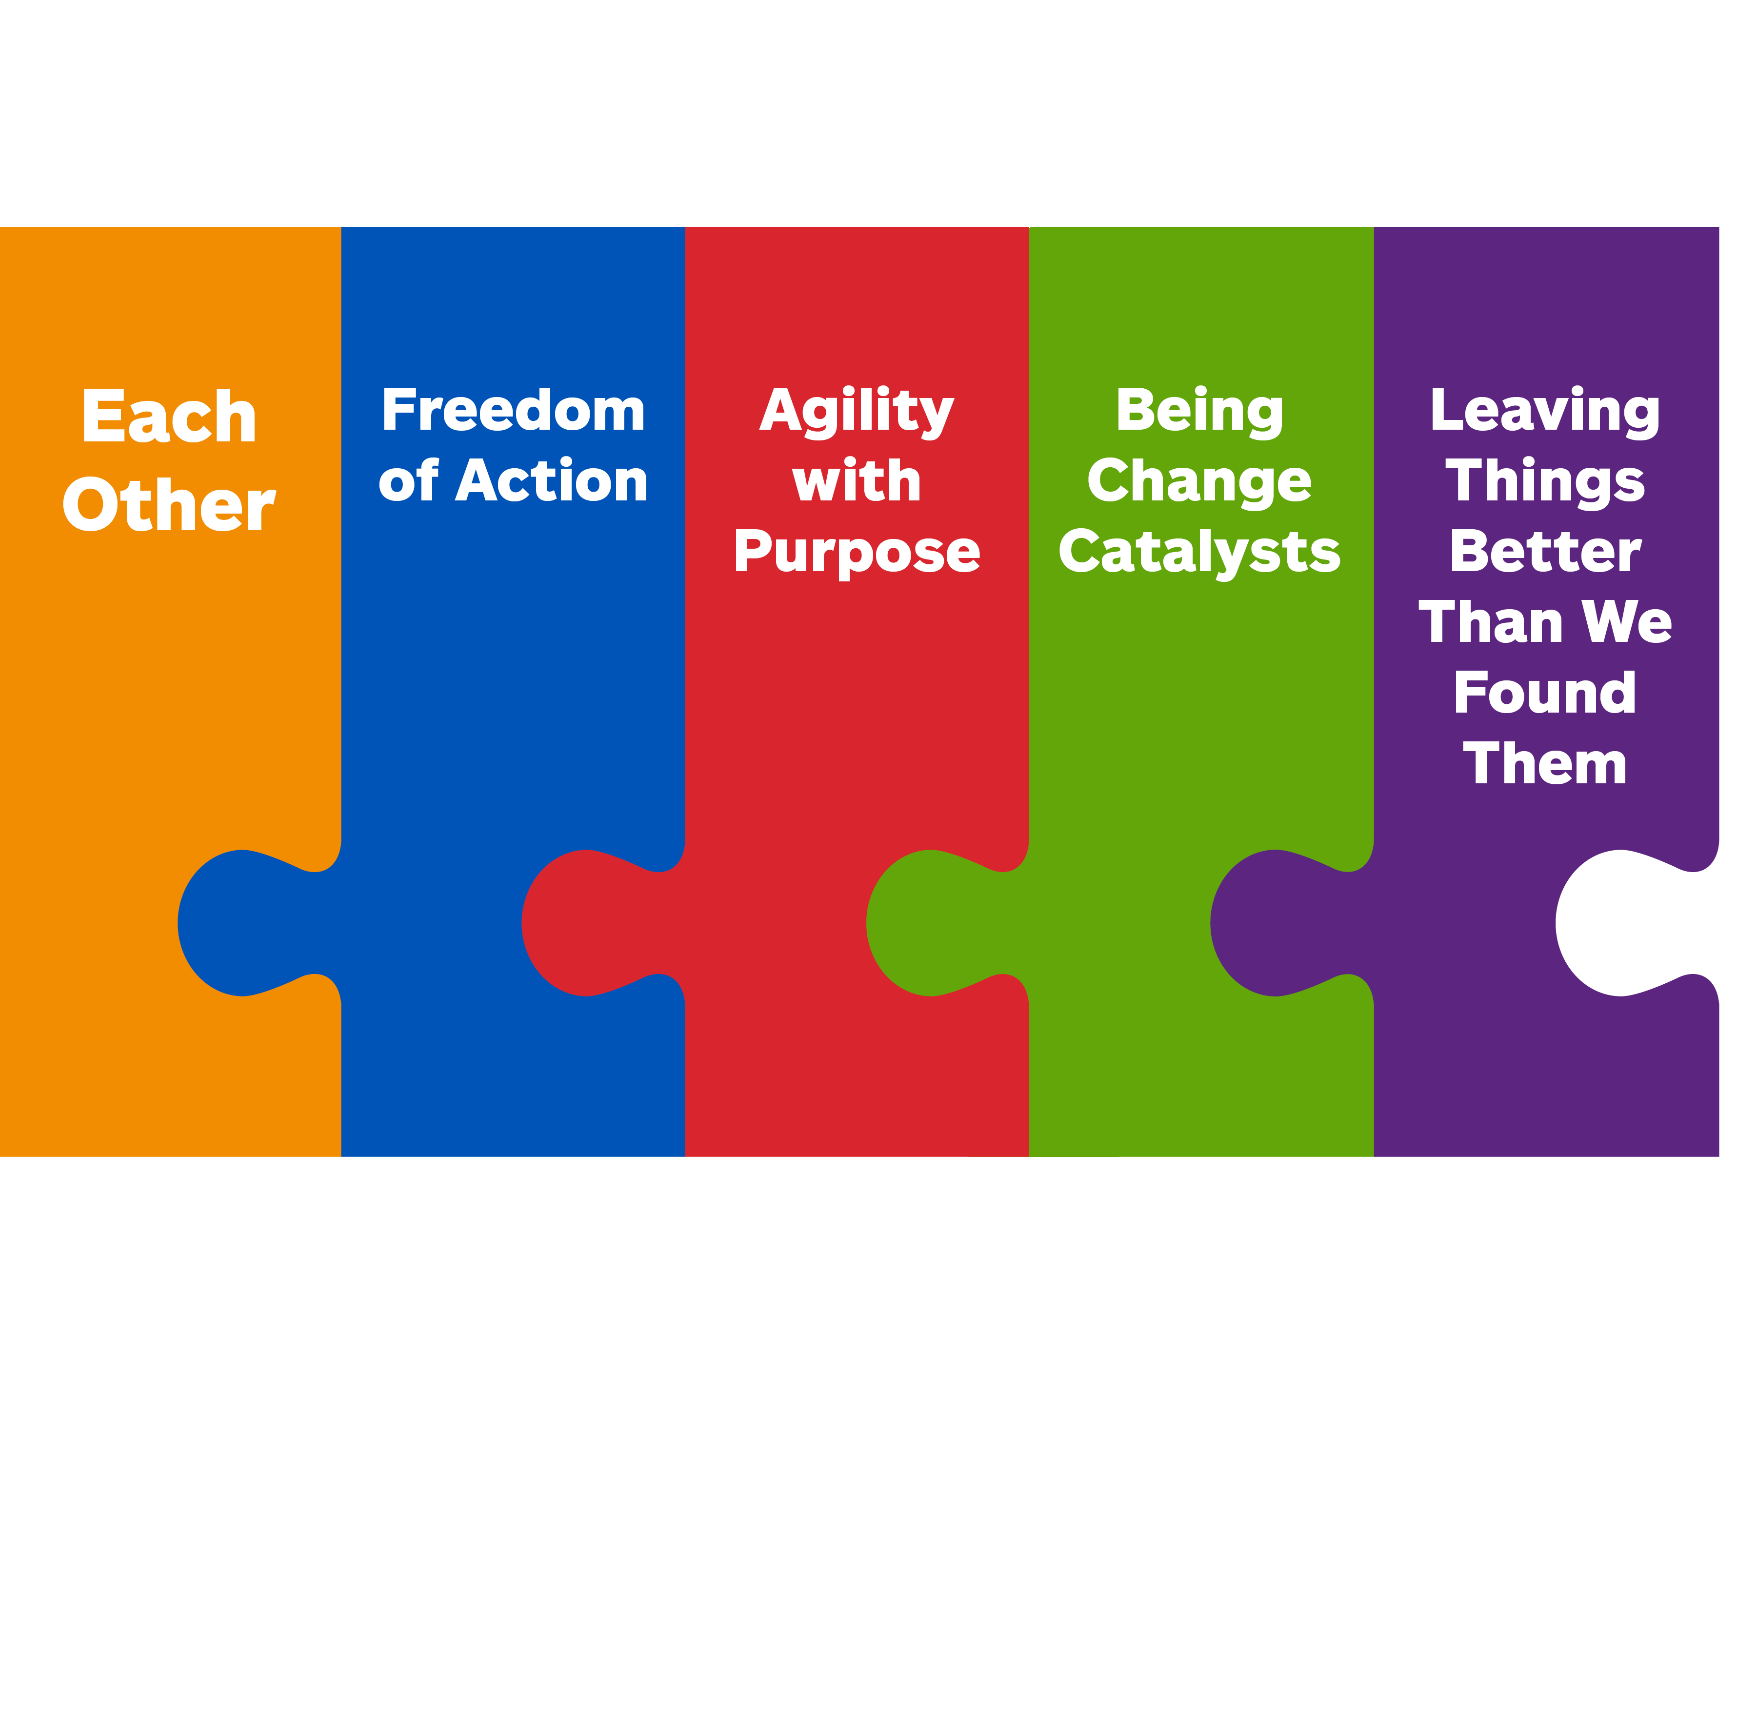 Each
Other
Freedom
of Action
Agility
with
Purpose
Being
Change
Catalysts
Leaving
Things
Better
Than We
Found
Them